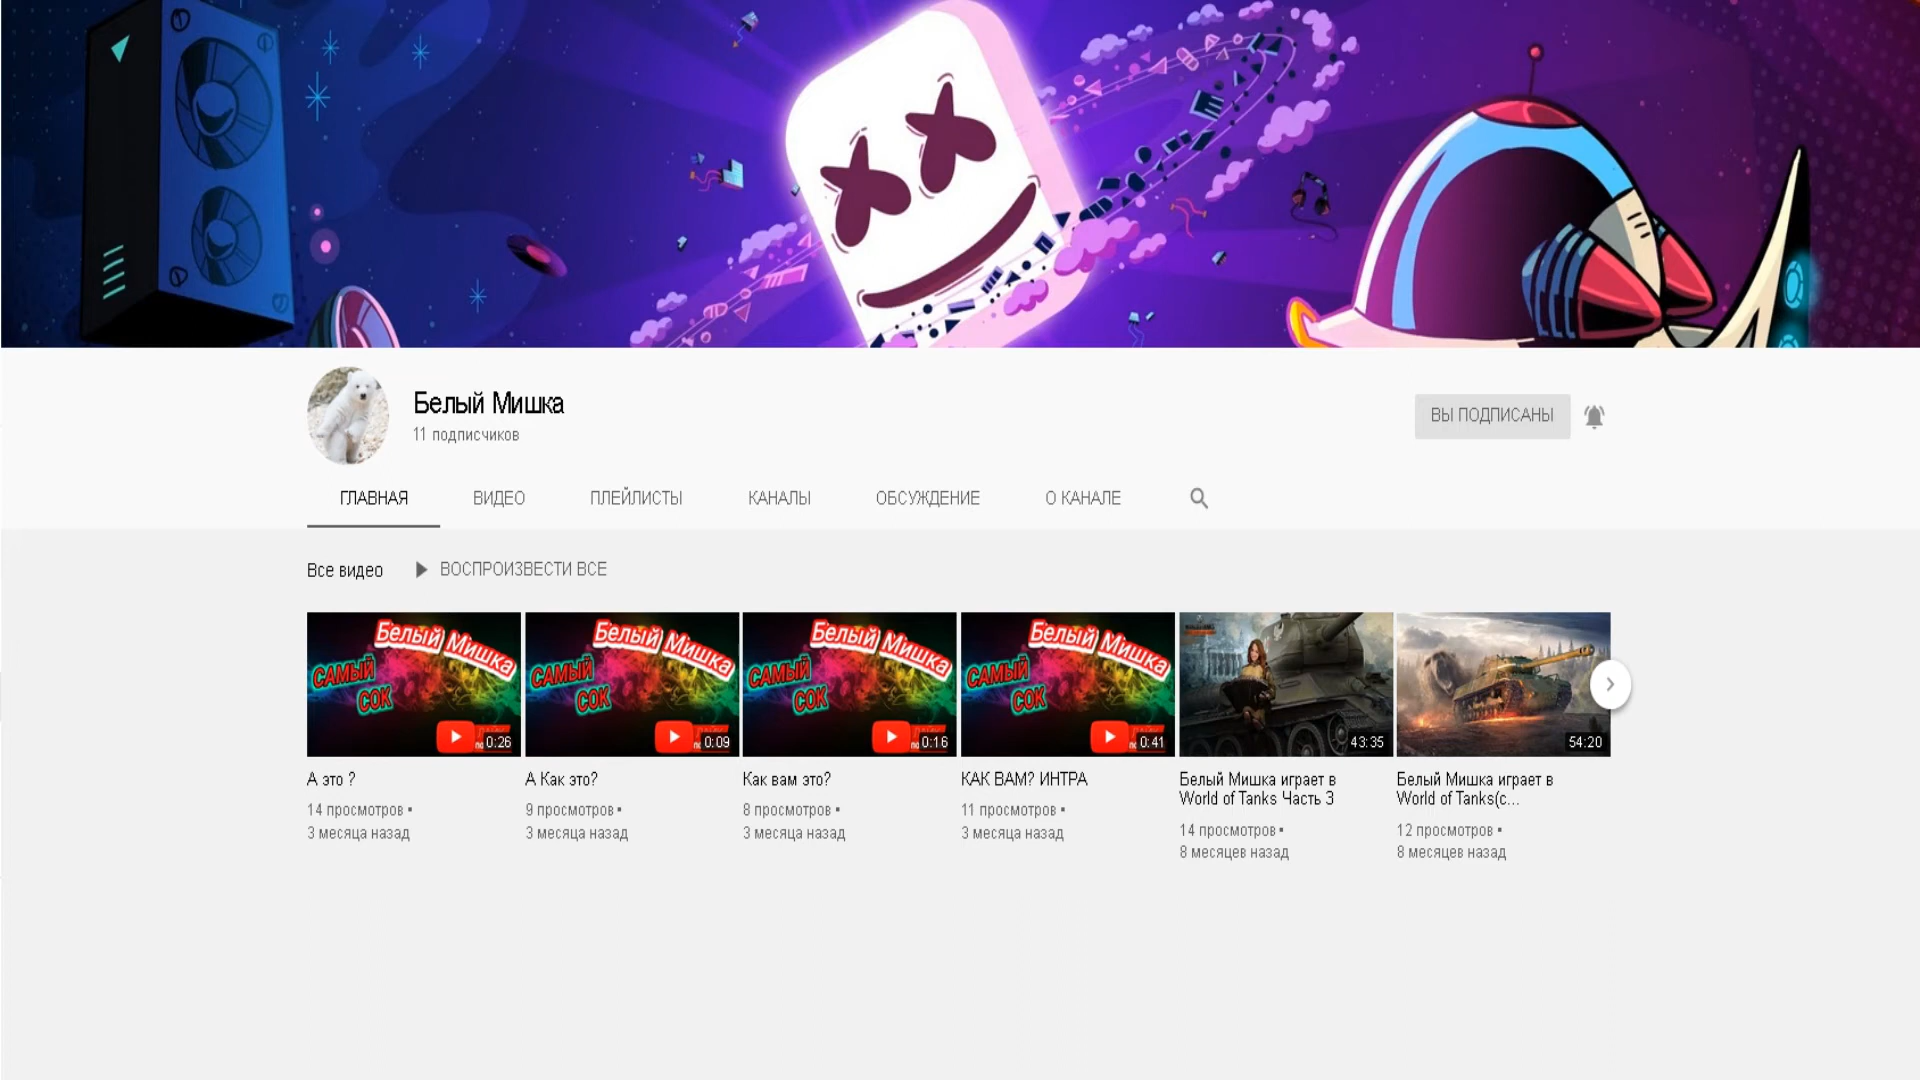 Белый Мишка
11 подписчиков
ВЫ ПОДПИСАНЫ
ГЛАВНАЯ
ВИДЕО
ПЛЕЙЛИСТЫ
КАНАЛЫ
ОБСУЖДЕНИЕ
О КАНАЛЕ
Все видео
ВОСПРОИЗВЕСТИ ВСЕ
Белый Мишка
САМЫЙ
СОК
0:26
Белый Мишка
САМЫЙ
СОК
0:09
Белый Мишка
САМЫЙ
СОК
0:16
Белый Мишка
САМЫЙ
СОК
0:41
43:35
54:20
А это ?
14 просмотров •
3 месяца назад
А Как это?
9 просмотров •
3 месяца назад
Как вам это?
8 просмотров •
3 месяца назад
КАК ВАМ? ИНТРА
11 просмотров •
3 месяца назад
Белый Мишка играет в
World of Tanks Часть 3
14 просмотров •
8 месяцев назад
Белый Мишка играет в
World of Tanks(с...
12 просмотров •
8 месяцев назад